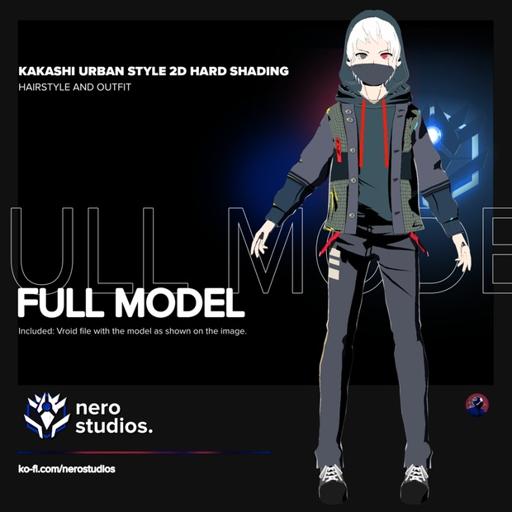 KAKASHI URBAN STYLE 2D HARD SHADING
HAIRSTYLE AND OUTFIT
ULL MODE
FULL MODEL
Included: Vroid file with the model as shown on the image.
nero
studios.
ko-fi.com/nerostudios